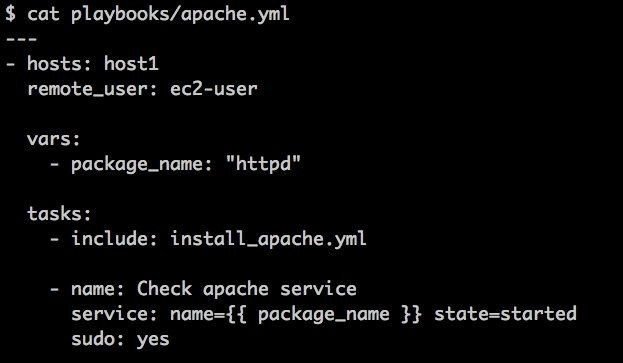 $ cat playbooks/apache.yml
---
- hosts: host1
  remote_user: ec2-user

  vars:
    - package_name: "httpd"

  tasks:
    - include: install_apache.yml

    - name: Check apache service
      service: name={{ package_name }} state=started
      sudo: yes